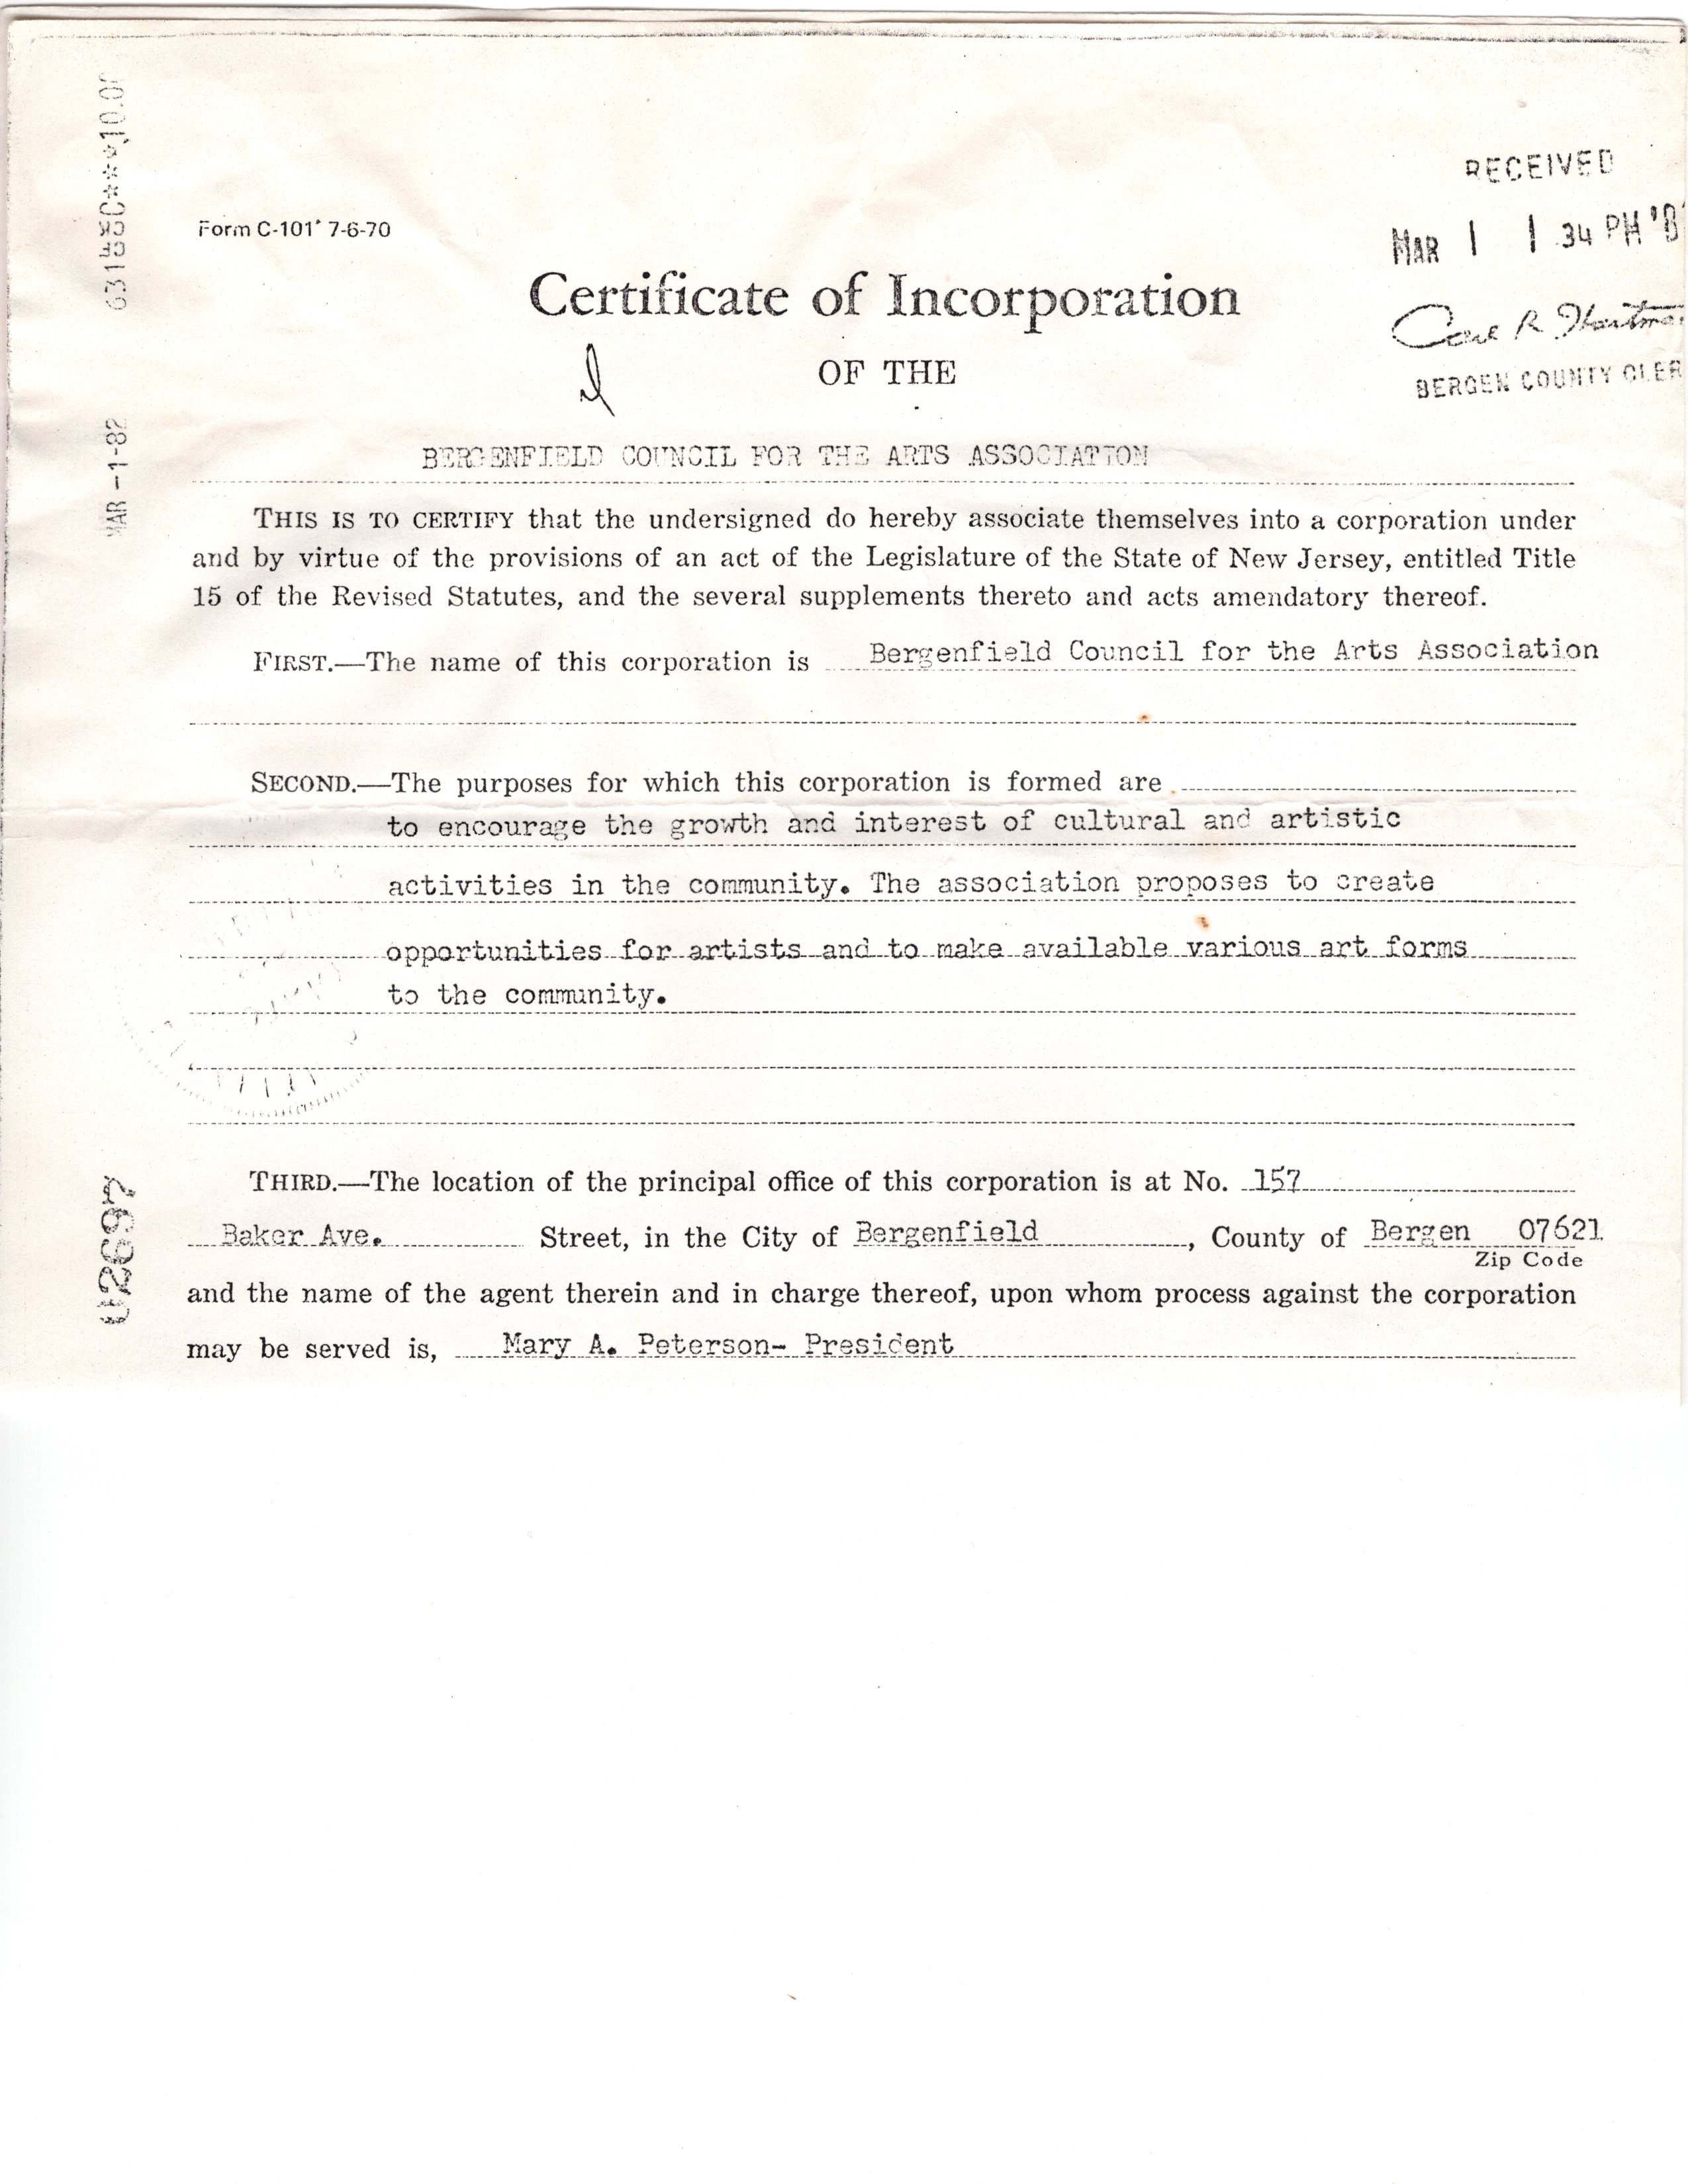 RECEIVED
MAR 1 1 34 PM '8
Carl R. Hartman
BERGEN COUNTY CLER
Form C-101 7-6-70
Certificate of Incorporation
OF THE
BERGENFIELD COUNCIL FOR THE ARTS ASSOCIATION
THIS IS TO CERTIFY that the undersigned do hereby associate themselves into a corporation under
and by virtue of the provisions of an act of the Legislature of the State of New Jersey, entitled Title
15 of the Revised Statutes, and the several supplements thereto and acts amendatory thereof.
FIRST.—The name of this corporation is Bergenfield Council for the Arts Association
SECOND.—The purposes for which this corporation is formed are
to encourage the growth and interest of cultural and artistic
activities in the community. The association proposes to create
opportunities for artists and to make available various art forms
to the community.
THIRD.—The location of the principal office of this corporation is at No. 157
Baker Ave. Street, in the City of Bergenfield, County of Bergen 07621
Zip Code
and the name of the agent therein and in charge thereof, upon whom process against the corporation
may be served is, Mary A. Peterson- President
MAR -1-82
02697